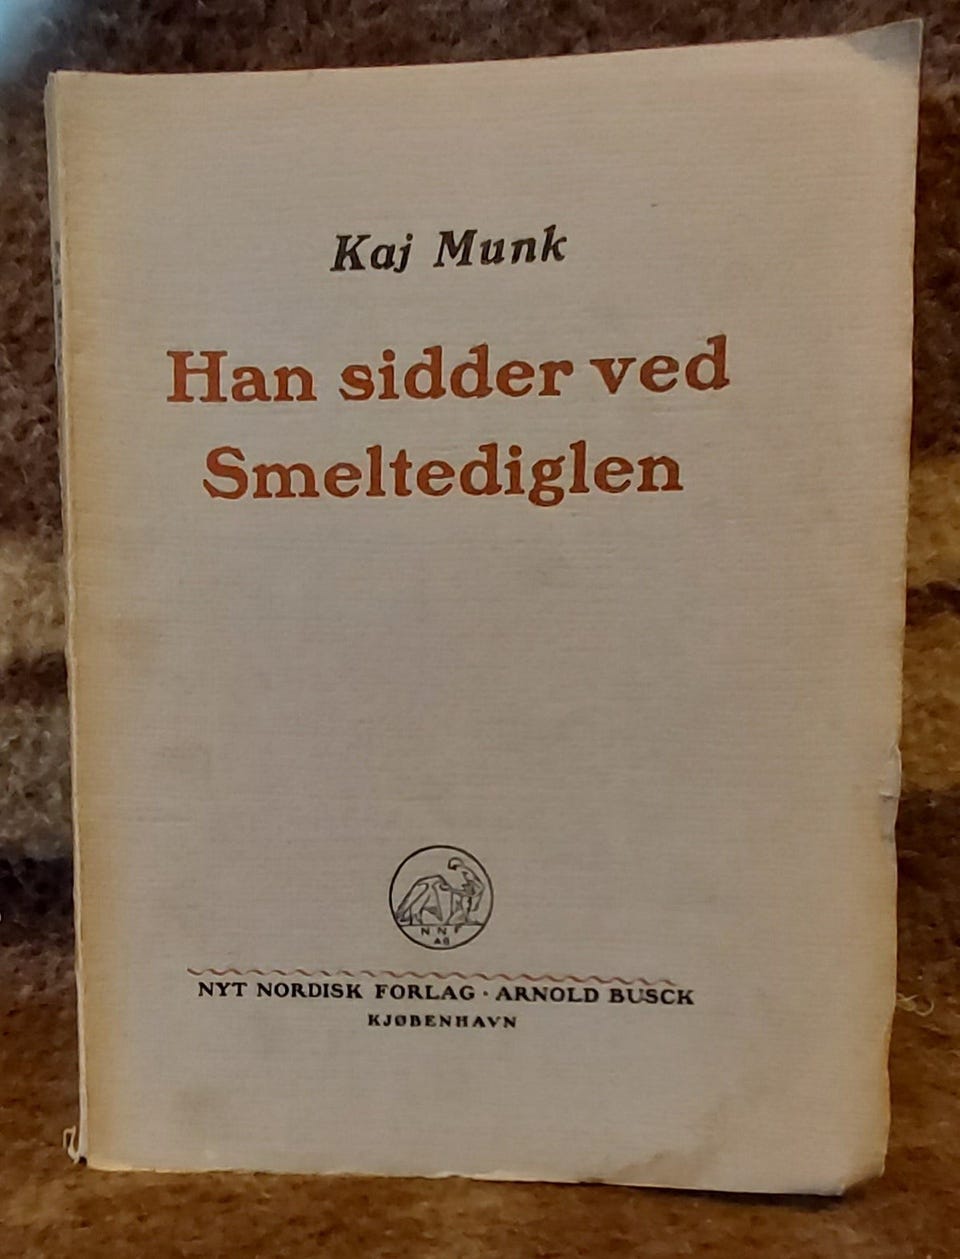 Kaj Munk
Han sidder ved
Smeltediglen
NNF
AB
NYT NORDISK FORLAG · ARNOLD BUSCK
KJØBENHAVN